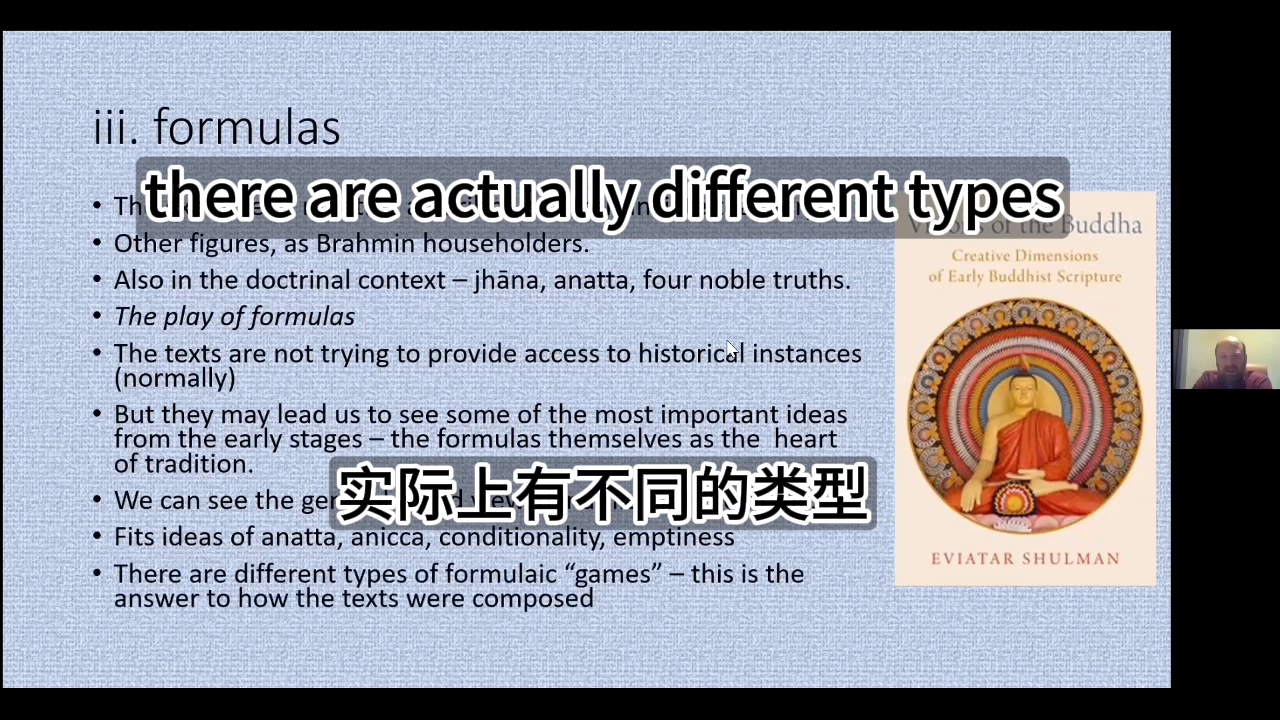 iii. formulas
there are actually different types
• Other figures, as Brahmin householders.
• Also in the doctrinal context – jhāna, anatta, four noble truths.
• The play of formulas
• The texts are not trying to provide access to historical instances
(normally)
• But they may lead us to see some of the most important ideas
from the early stages – the formulas themselves as the heart
of tradition.
• We can see the
实际上有不同的类型
• Fits ideas of anatta, anicca, conditionality, emptiness
• There are different types of formulaic “games” – this is the
answer to how the texts were composed
of the Buddha
Creative Dimensions
of Early Buddhist Scripture
EVIATAR SHULMAN